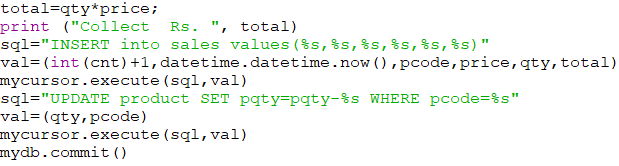 total=qty*price;
print ("Collect  Rs. ", total)
sql="INSERT into sales values(%s,%s,%s,%s,%s,%s)"
val=(int(cnt)+1,datetime.datetime.now(),pcode,price,qty,total)
mycursor.execute(sql,val)
sql="UPDATE product SET pqty=pqty-%s WHERE pcode=%s"
val=(qty,pcode)
mycursor.execute(sql,val)
mydb.commit()